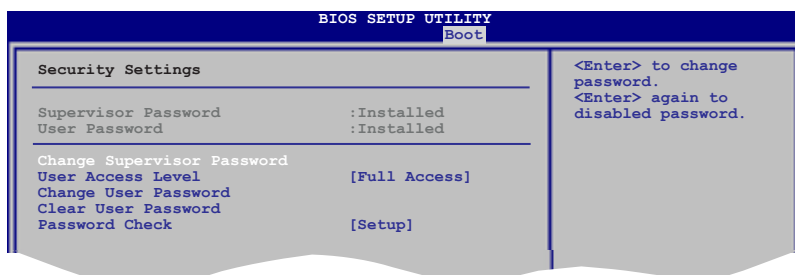 BIOS SETUP UTILITY
Boot
Security Settings
Supervisor Password :Installed
User Password :Installed
Change Supervisor Password
User Access Level [Full Access]
Change User Password
Clear User Password
Password Check [Setup]
<Enter> to change
password.
<Enter> again to
disabled password.